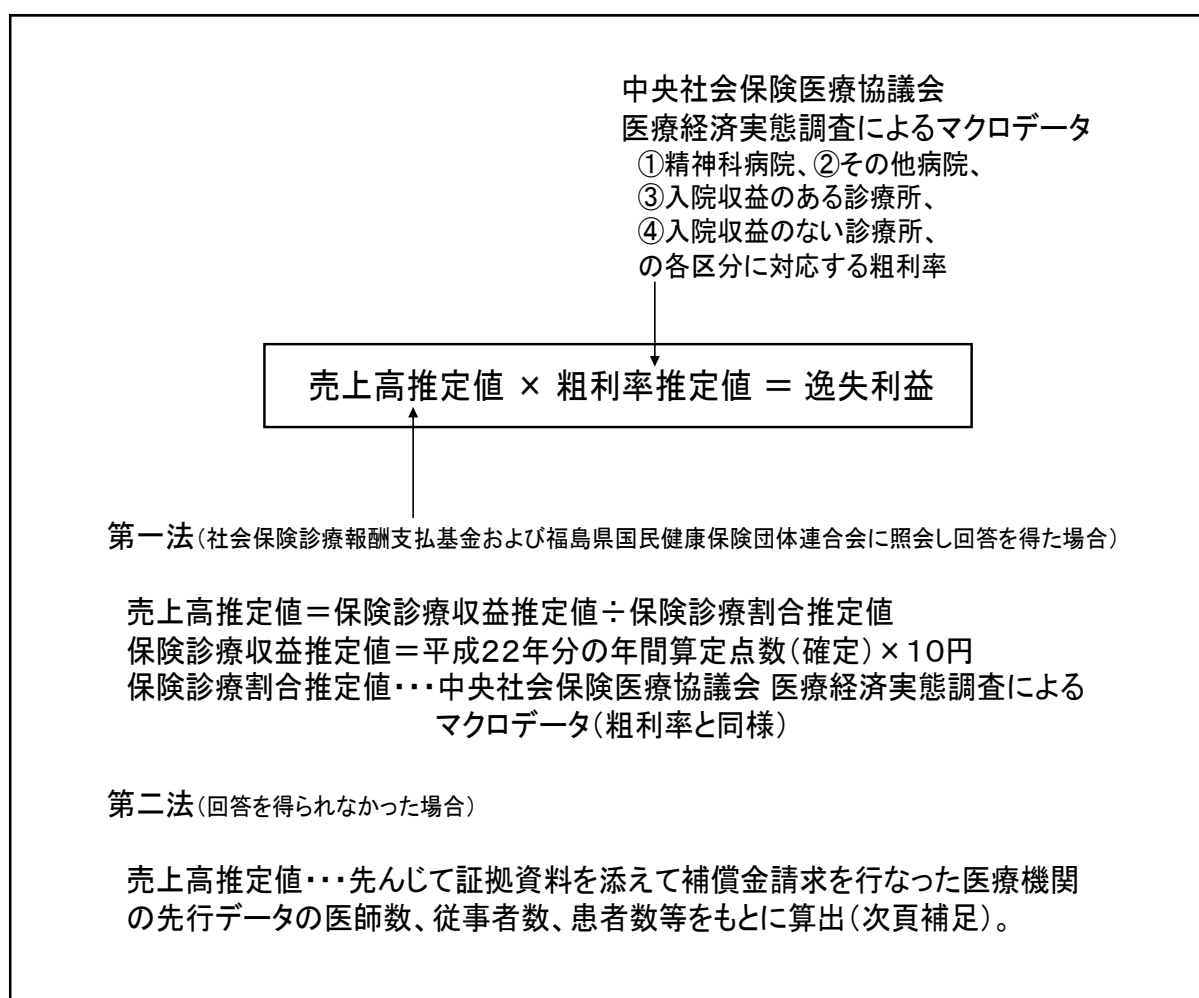 中央社会保険医療協議会
医療経済実態調査によるマクロデータ
①精神科病院、②その他病院、
③入院収益のある診療所、
④入院収益のない診療所、
の各区分に対応する粗利率
売上高推定値 × 粗利率推定値 = 逸失利益
第一法(社会保険診療報酬支払基金および福島県国民健康保険団体連合会に照会し回答を得た場合)
売上高推定値=保険診療収益推定値÷保険診療割合推定値
保険診療収益推定値=平成22年分の年間算定点数(確定)×10円
保険診療割合推定値・・・中央社会保険医療協議会 医療経済実態調査による
マクロデータ(粗利率と同様)
第二法(回答を得られなかった場合)
売上高推定値・・・先んじて証拠資料を添えて補償金請求を行なった医療機関
の先行データの医師数、従事者数、患者数等をもとに算出(次頁補足)。